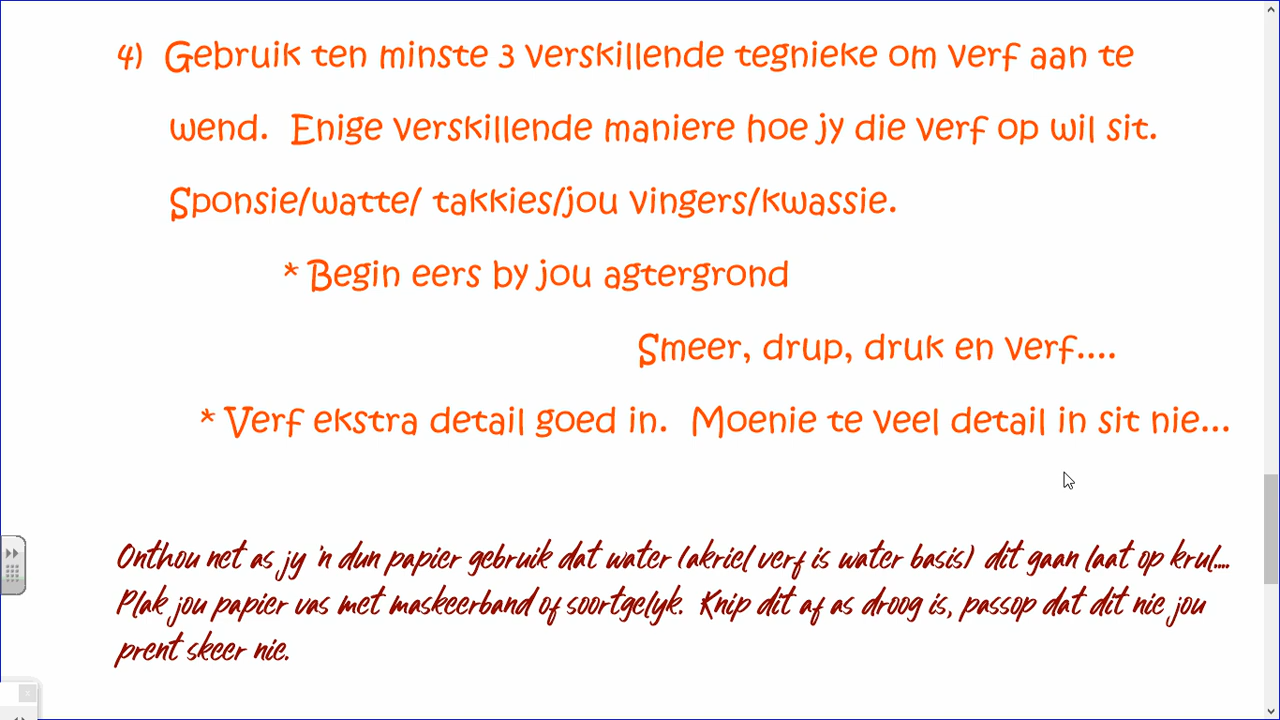 4) Gebruik ten minste 3 verskillende tegnieke om verf aan te
wend. Enige verskillende maniere hoe jy die verf op wil sit.
Sponsie/watte/ takkies/jou vingers/kwassie.
* Begin eers by jou agtergrond
Smeer, drup, druk en verf....
* Verf ekstra detail goed in. Moenie te veel detail in sit nie...
Onthou net as jy 'n dun papier gebruik dat water (akriel verf is water basis) dit gaan laat op krul....
Plak jou papier vas met maskeerband of soortgelyk. Knip dit af as droog is, passop dat dit nie jou
prent skeer nie.